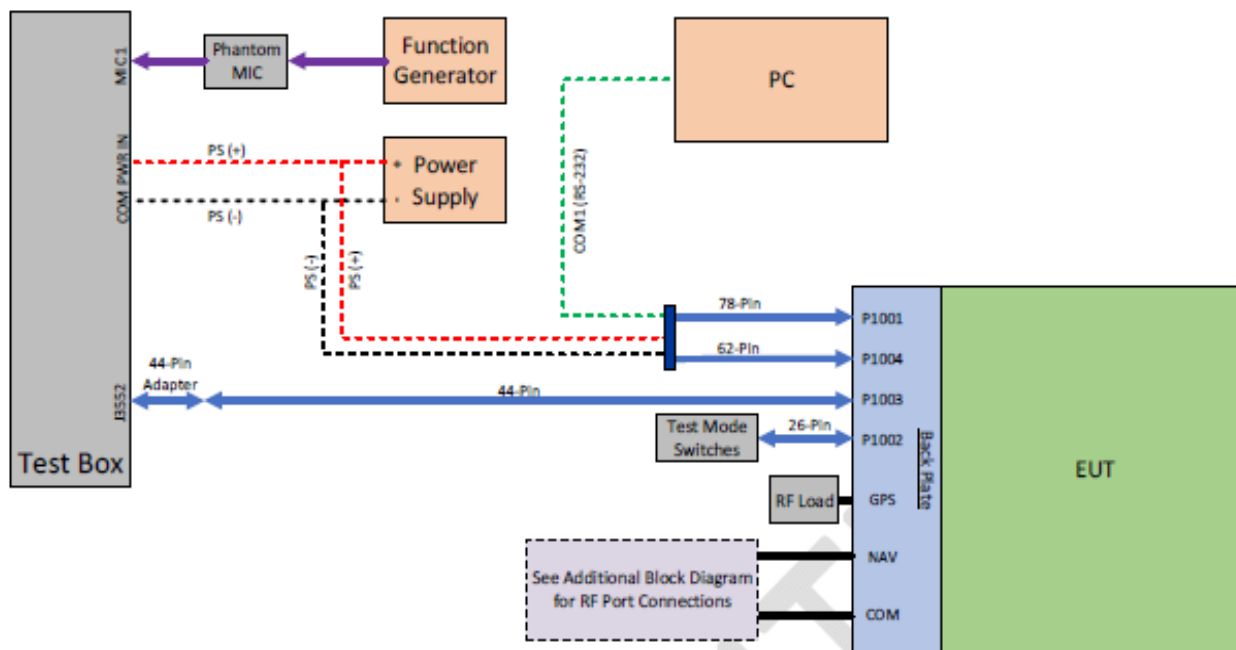 MIC1
Phantom
MIC
Function
Generator
PC
COM PWR IN
PS (+)
PS (-)
+ Power
- Supply
PS (-)
PS (+)
COM1 (RS-232)
78-Pin
P1001
62-Pin
P1004
44-Pin
Adapter
J3552
44-Pin
P1003
Test Box
Test Mode
Switches
26-Pin
P1002
Back Plate
EUT
RF Load
GPS
NAV
See Additional Block Diagram
for RF Port Connections
COM